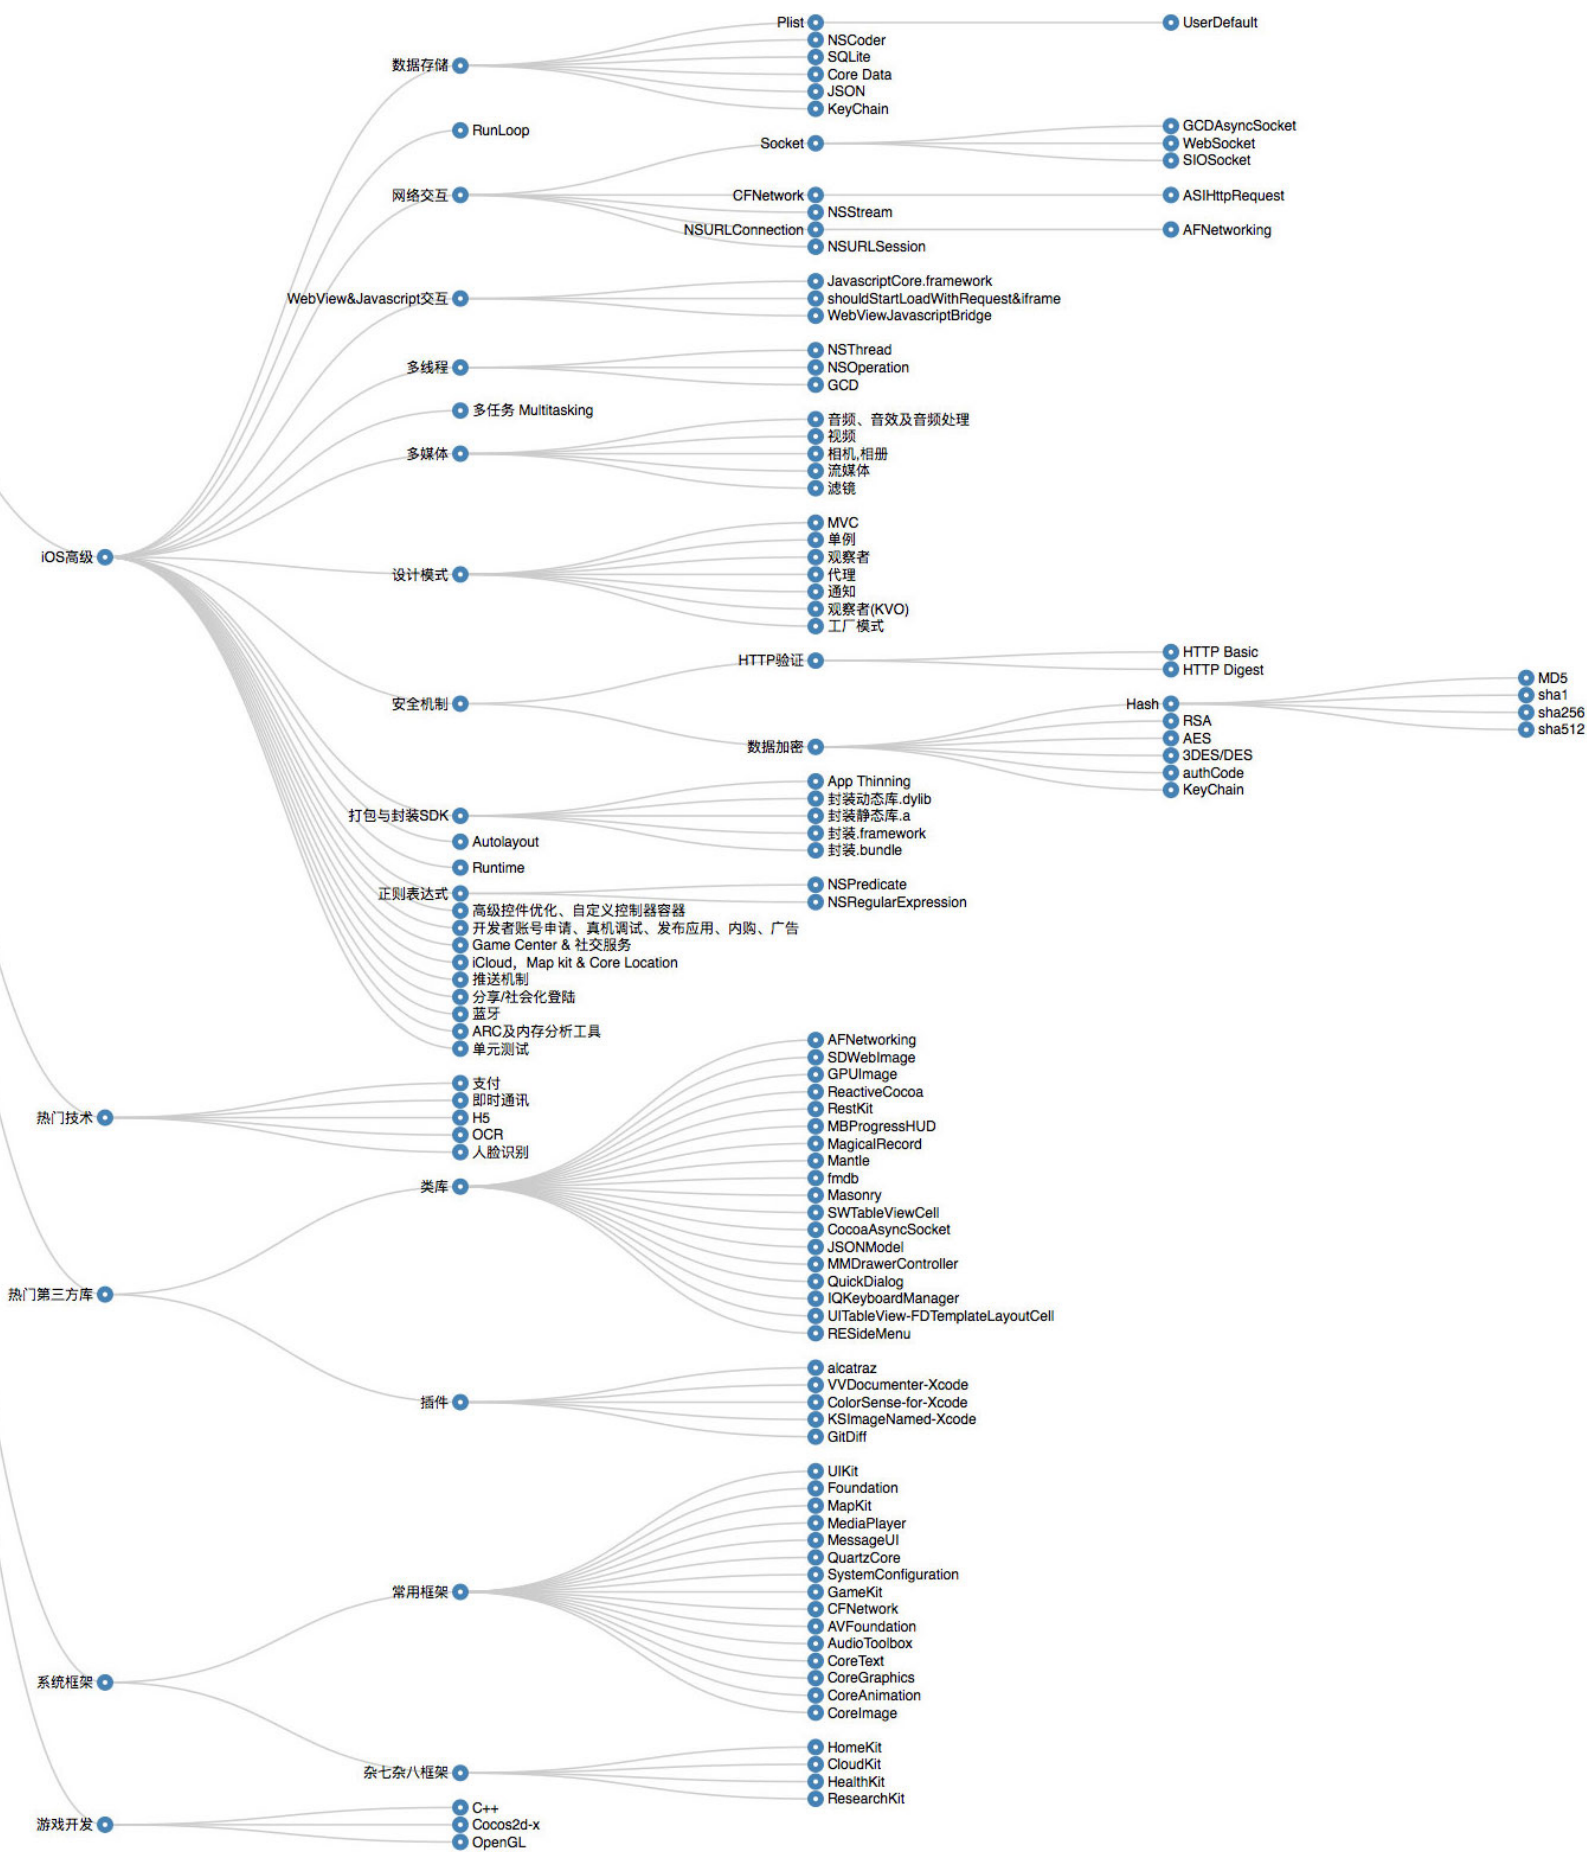 iOS高级
数据存储
Plist
UserDefault
NSCoder
SQLite
Core Data
JSON
KeyChain
RunLoop
网络交互
Socket
GCDAsyncSocket
WebSocket
SIOSocket
CFNetwork
ASIHttpRequest
NSStream
NSURLConnection
AFNetworking
NSURLSession
WebView&Javascript交互
JavascriptCore.framework
shouldStartLoadWithRequest&iframe
WebViewJavascriptBridge
多线程
NSThread
NSOperation
GCD
多任务 Multitasking
多媒体
音频、音效及音频处理
视频
相机,相册
流媒体
滤镜
设计模式
MVC
单例
观察者
代理
通知
观察者(KVO)
工厂模式
安全机制
HTTP验证
HTTP Basic
HTTP Digest
数据加密
Hash
MD5
sha1
sha256
sha512
RSA
AES
3DES/DES
authCode
KeyChain
打包与封装SDK
App Thinning
封装动态库.dylib
封装静态库.a
封装.framework
封装.bundle
Autolayout
Runtime
正则表达式
NSPredicate
NSRegularExpression
高级控件优化、自定义控制器容器
开发者账号申请、真机调试、发布应用、内购、广告
Game Center & 社交服务
iCloud，Map kit & Core Location
推送机制
分享/社会化登陆
蓝牙
ARC及内存分析工具
单元测试
热门技术
支付
即时通讯
H5
OCR
人脸识别
热门第三方库
类库
AFNetworking
SDWebImage
GPUImage
ReactiveCocoa
RestKit
MBProgressHUD
MagicalRecord
Mantle
fmdb
Masonry
SWTableViewCell
CocoaAsyncSocket
JSONModel
MMDrawerController
QuickDialog
IQKeyboardManager
UITableView-FDTemplateLayoutCell
RESideMenu
插件
alcatraz
VVDocumenter-Xcode
ColorSense-for-Xcode
KSImageNamed-Xcode
GitDiff
系统框架
常用框架
UIKit
Foundation
MapKit
MediaPlayer
MessageUI
QuartzCore
SystemConfiguration
GameKit
CFNetwork
AVFoundation
AudioToolbox
CoreText
CoreGraphics
CoreAnimation
CoreImage
杂七杂八框架
HomeKit
CloudKit
HealthKit
ResearchKit
游戏开发
C++
Cocos2d-x
OpenGL